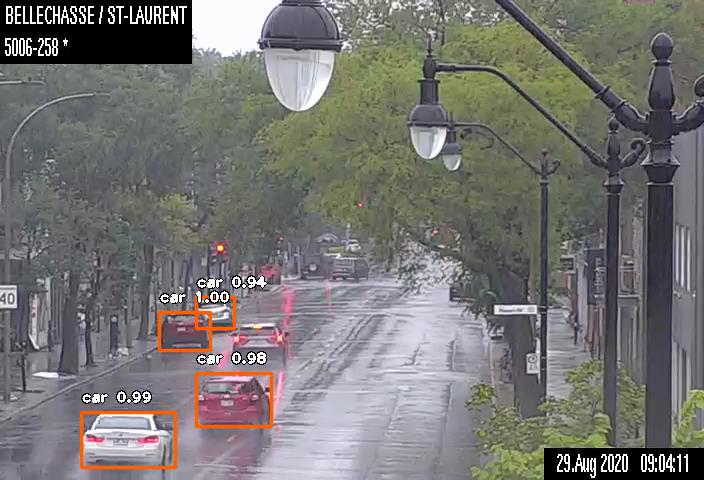 BELLECHASSE / ST-LAURENT
5006-258 *
car 0.94
car 1.00
car 0.98
car 0.99
40
29.Aug 2020 09:04:11